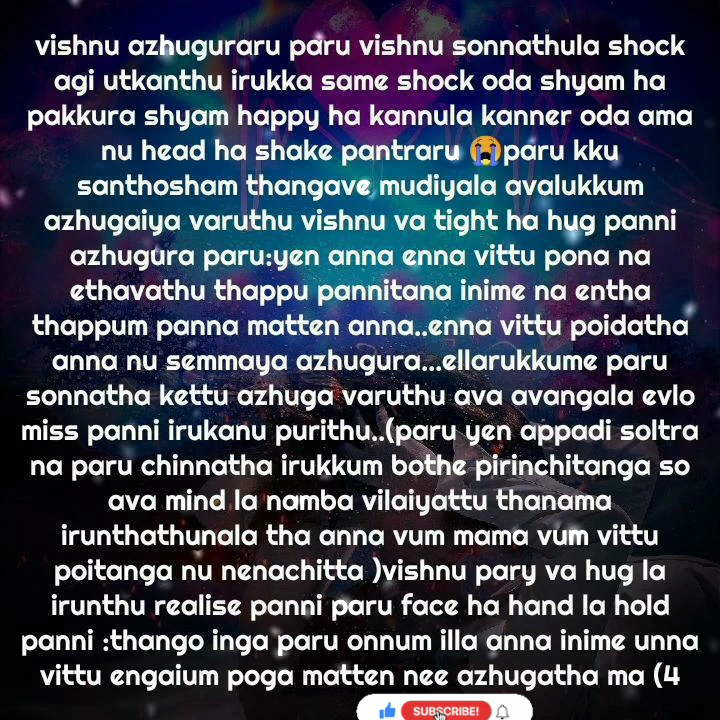 vishnu azhuguraru paru vishnu sonnathula shock
agi utkanthu irukka same shock oda shyam ha
pakkura shyam happy ha kannula kanner oda ama
nu head ha shake pantraru 😭paru kku
santhosham thangave mudiyala avalukkum
azhugaiya varuthu vishnu va tight ha hug panni
azhugura paru:yen anna enna vittu pona na
ethavathu thappu pannitana inime na entha
thappum panna matten anna..enna vittu poidatha
anna nu semmaya azhugura...ellarukkume paru
sonnatha kettu azhuga varuthu ava avangala evlo
miss panni irukanu purithu..(paru yen appadi soltra
na paru chinnatha irukkum bothe pirinchitanga so
ava mind la namba vilaiyattu thanama
irunthathunala tha anna vum mama vum vittu
poitanga nu nenachitta )vishnu pary va hug la
irunthu realise panni paru face ha hand la hold
panni :thango inga paru onnum illa anna inime unna
vittu engaium poga matten nee azhugatha ma (4
SUBSCRIBE!